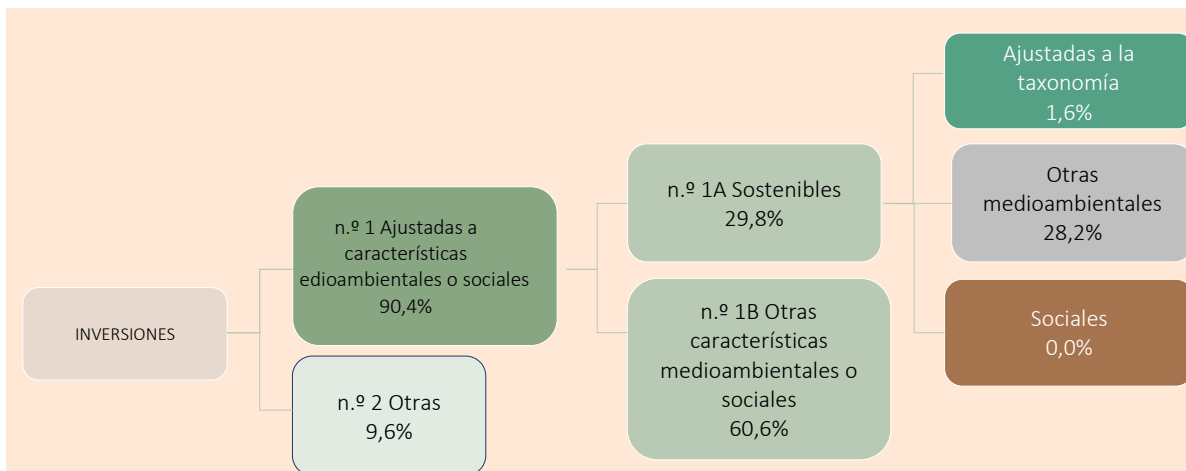 INVERSIONES
n.º 1 Ajustadas a
características
edioambientales o sociales
90,4%
n.º 2 Otras
9,6%
n.º 1A Sostenibles
29,8%
n.º 1B Otras
características
medioambientales o
sociales
60,6%
Ajustadas a la
taxonomía
1,6%
Otras
medioambientales
28,2%
Sociales
0,0%